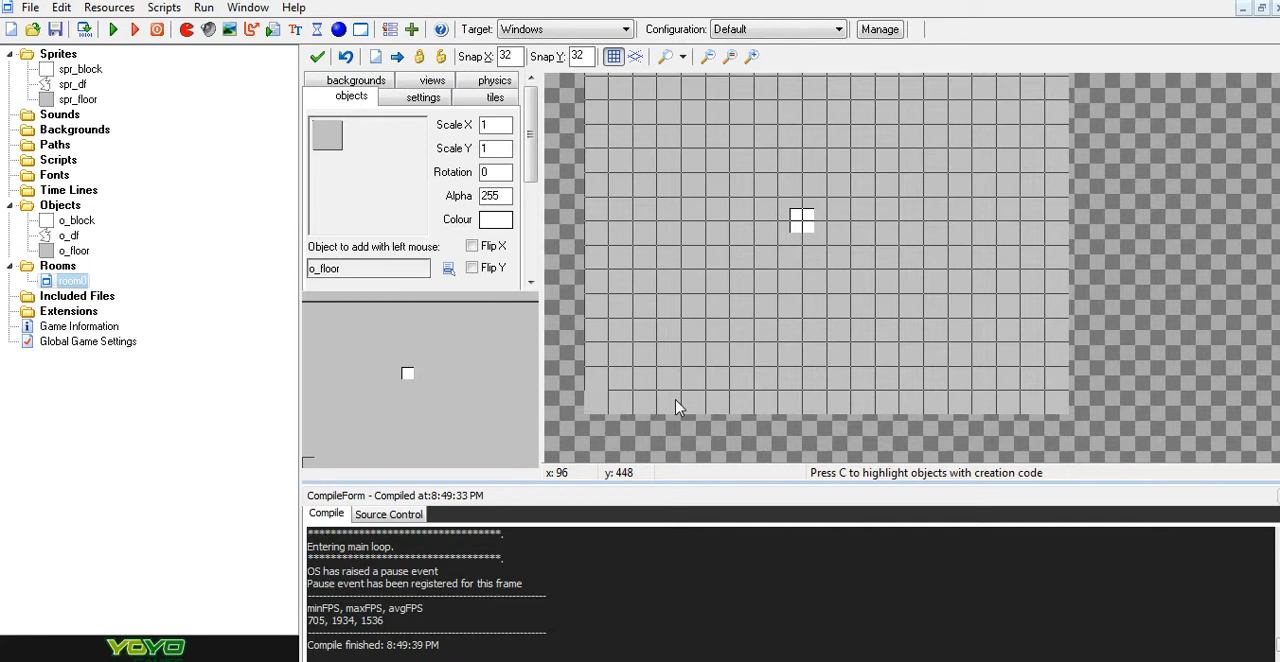 File Edit Resources Scripts Run Window Help
Target: Windows Configuration: Default Manage
Sprites
spr_block
spr_df
spr_floor
Sounds
Backgrounds
Paths
Scripts
Fonts
Time Lines
Objects
o_block
o_df
o_floor
Rooms
room0
Included Files
Extensions
Game Information
Global Game Settings
YOYO
Snap X: 32 Snap Y: 32
backgrounds views physics
objects settings tiles
Scale X 1
Scale Y 1
Rotation 0
Alpha 255
Colour
Object to add with left mouse:
Flip X
o_floor
Flip Y
x: 96 y: 448 Press C to highlight objects with creation code
CompileForm - Compiled at:8:49:33 PM
Compile Source Control
***********************************.
Entering main loop.
***********************************.
OS has raised a pause event
Pause event has been registered for this frame
minFPS, maxFPS, avgFPS
705, 1934, 1536
Compile finished: 8:49:39 PM